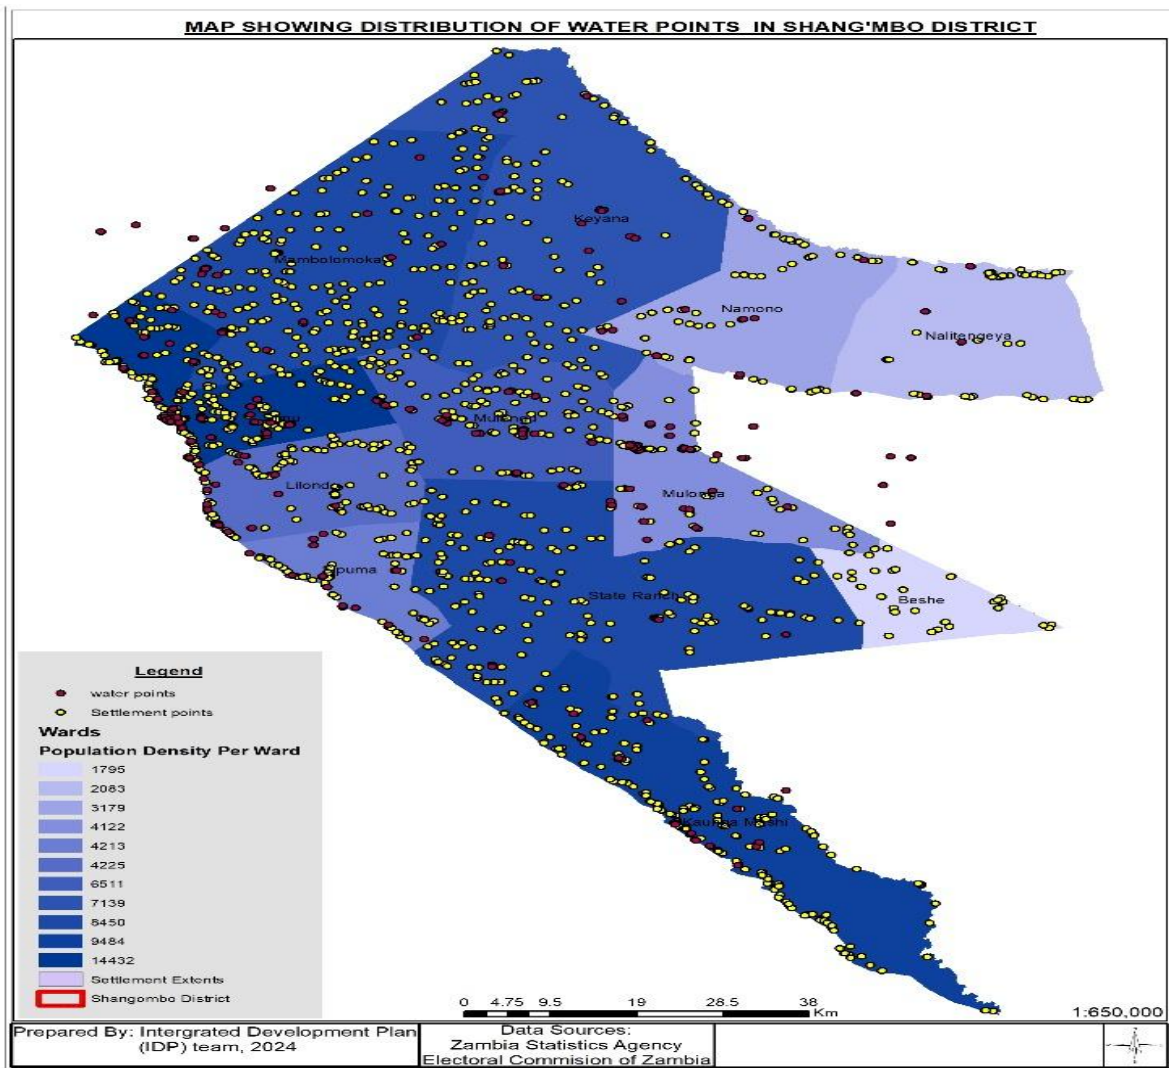 MAP SHOWING DISTRIBUTION OF WATER POINTS IN SHANG'MBO DISTRICT
Keyana
Mambolomoka
Namono
Nalitengeya
Lilondo
Mulonga
State Ranch
Beshe
Legend
water points
Settlement points
Wards
Population Density Per Ward
1795
2083
3179
4122
4213
4225
6511
7139
8450
9484
14432
Settlement Extents
Shangombo District
0 4.75 9.5 19 28.5 38
Km
1:650,000
Prepared By: Intergrated Development Plan
(IDP) team, 2024
Data Sources:
Zambia Statistics Agency
Electoral Commision of Zambia